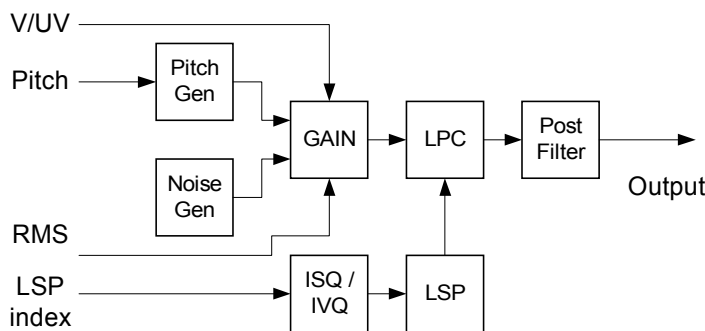 V/UV
Pitch
Pitch
Gen
GAIN
LPC
Post
Filter
Noise
Gen
Output
RMS
LSP
index
ISQ /
IVQ
LSP